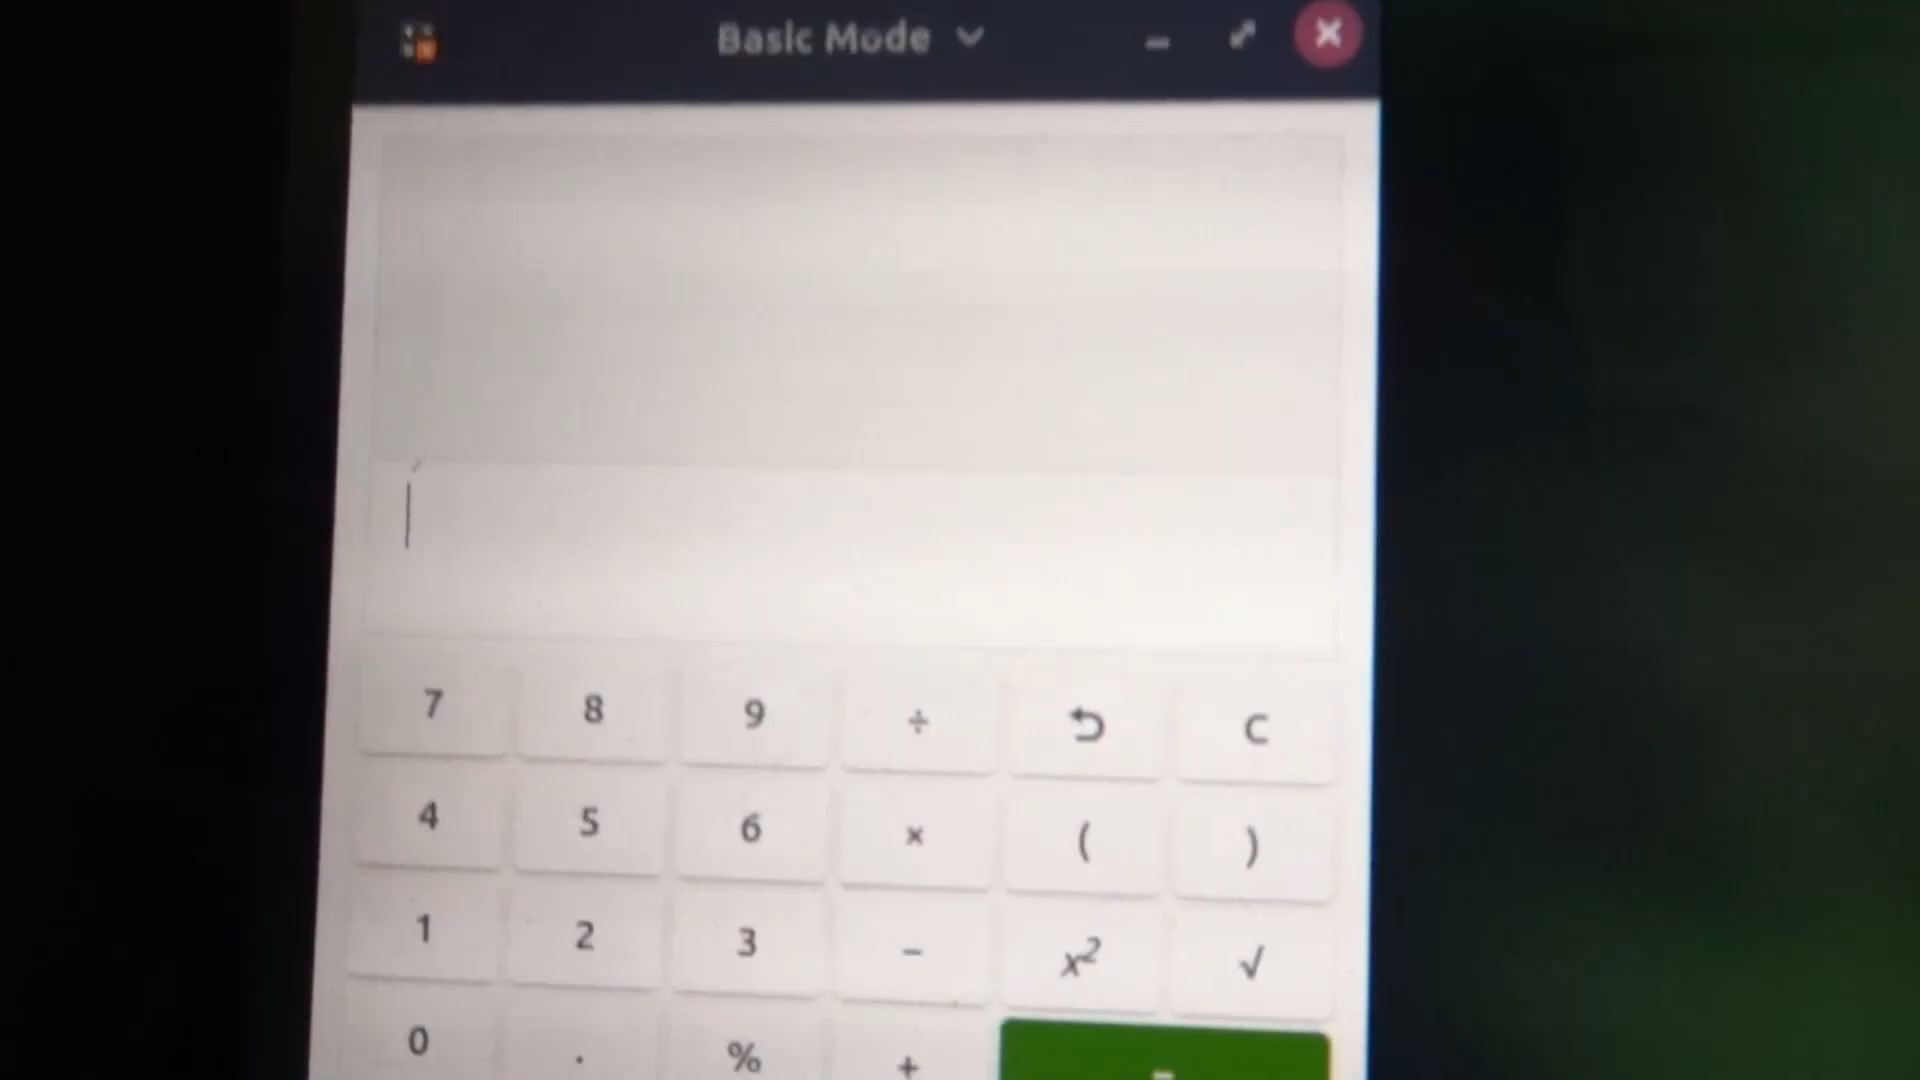 Basic Mode
7 8 9 ÷ C
4 5 6 × ( )
1 2 3 − x² √
0 . % + =